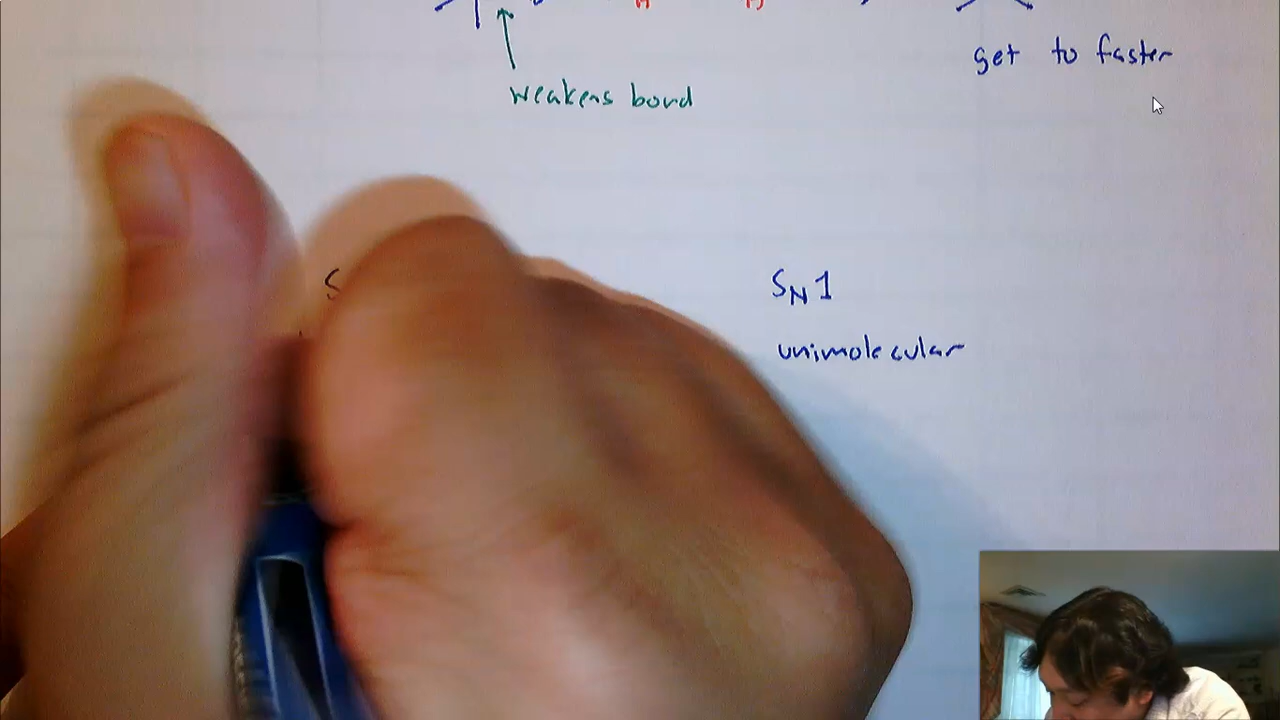 get to faster
weakens bond
S
SN1
unimolecular